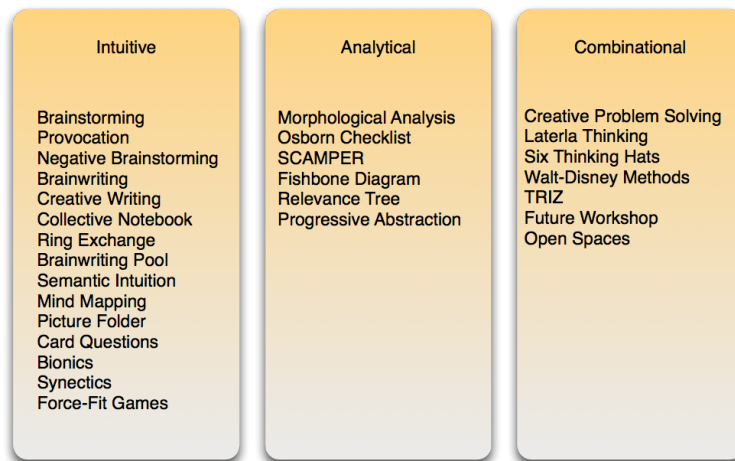 Intuitive
Brainstorming
Provocation
Negative Brainstorming
Brainwriting
Creative Writing
Collective Notebook
Ring Exchange
Brainwriting Pool
Semantic Intuition
Mind Mapping
Picture Folder
Card Questions
Bionics
Synectics
Force-Fit Games
Analytical
Morphological Analysis
Osborn Checklist
SCAMPER
Fishbone Diagram
Relevance Tree
Progressive Abstraction
Combinational
Creative Problem Solving
Laterla Thinking
Six Thinking Hats
Walt-Disney Methods
TRIZ
Future Workshop
Open Spaces